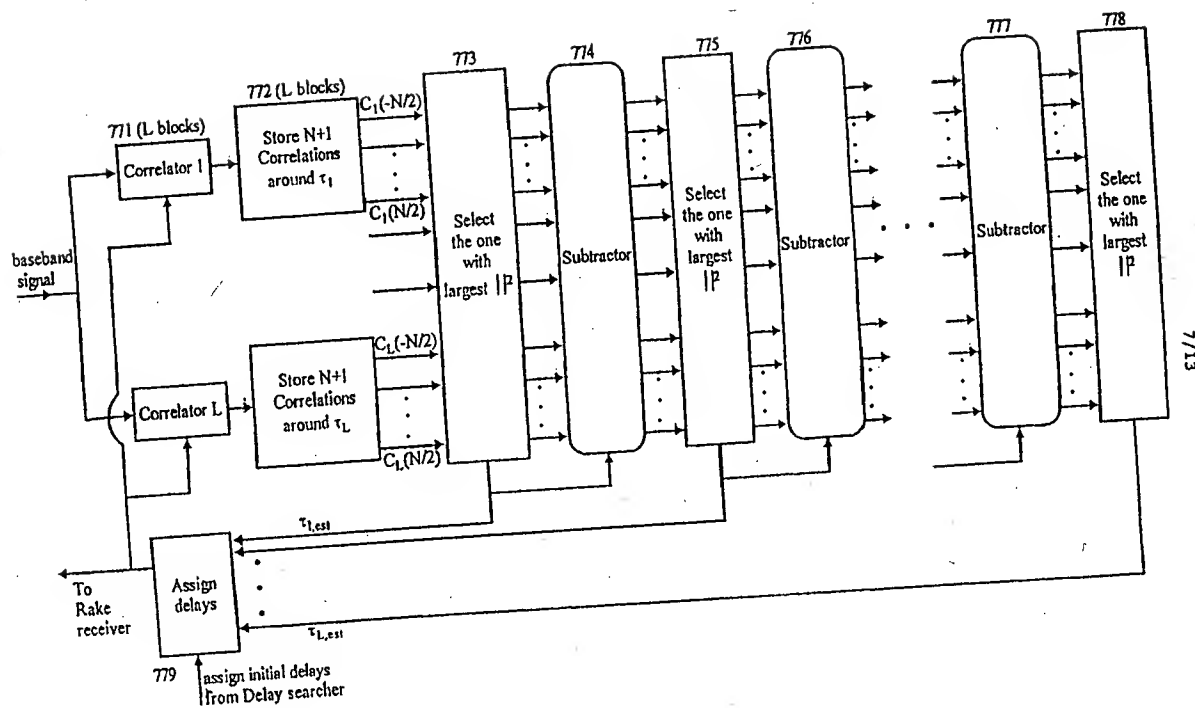 771 (L blocks)
Correlator 1
772 (L blocks)
Store N+1
Correlations
around τ1
C1(-N/2)
C1(N/2)
773
Select
the one
with
largest ||²
774
Subtractor
775
Select
the one
with
largest
||²
776
Subtractor
777
Subtractor
778
Select
the one
with
largest
||²
baseband
signal
Correlator L
Store N+1
Correlations
around τL
CL(-N/2)
CL(N/2)
τ1,est
To
Rake
receiver
Assign
delays
τL,est
779
assign initial delays
from Delay searcher
7/13